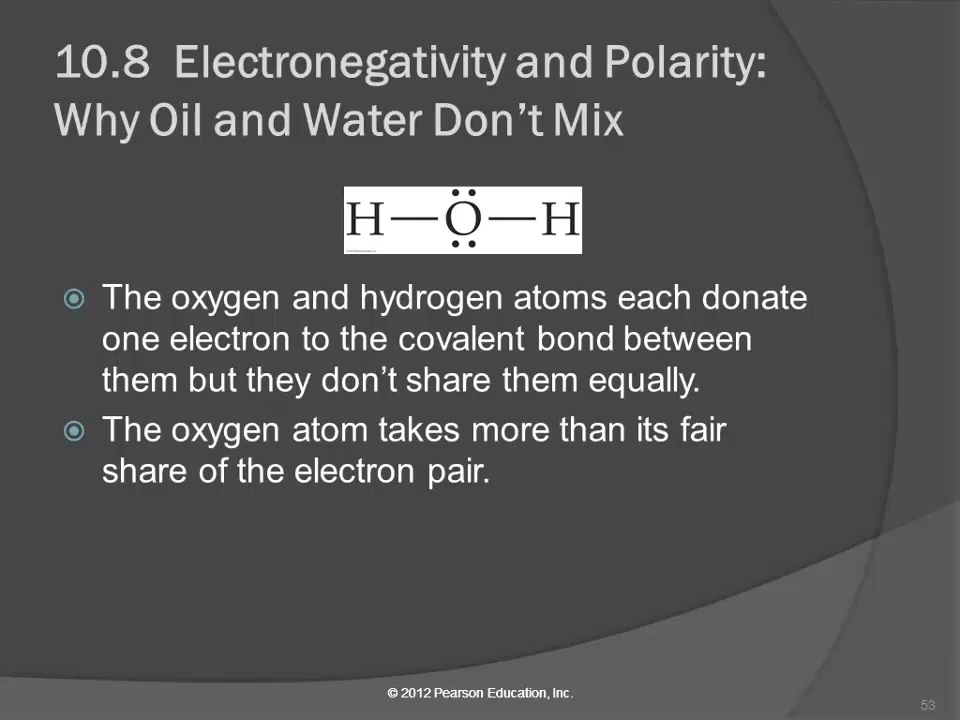 10.8 Electronegativity and Polarity:
Why Oil and Water Don’t Mix
H—Ö—H
The oxygen and hydrogen atoms each donate
one electron to the covalent bond between
them but they don’t share them equally.
The oxygen atom takes more than its fair
share of the electron pair.
© 2012 Pearson Education, Inc.
53